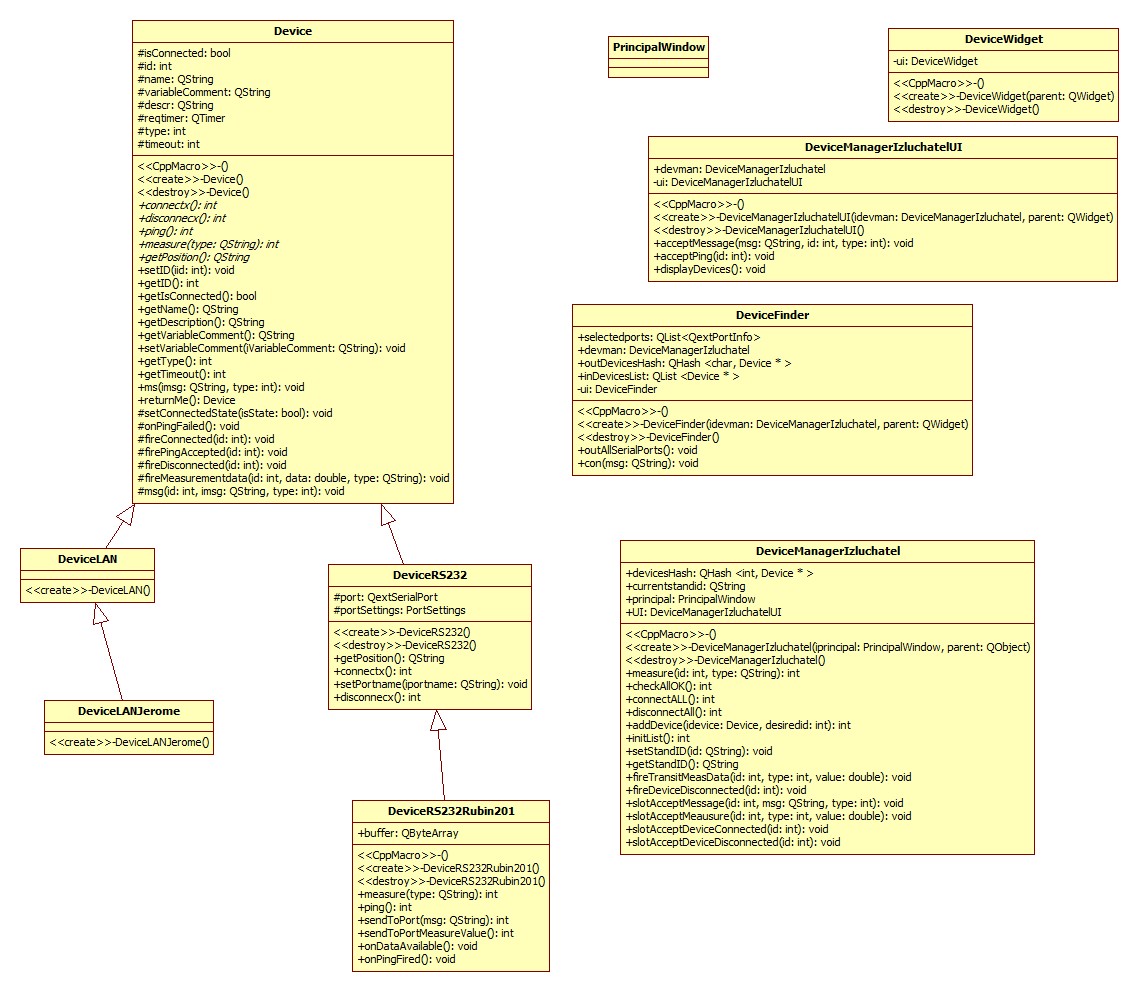 Device
#isConnected: bool
#id: int
#name: QString
#variableComment: QString
#descr: QString
#reqtimer: QTimer
#type: int
#timeout: int
<<CppMacro>>-()
<<create>>-Device()
<<destroy>>-Device()
+connectx(): int
+disconnecx(): int
+ping(): int
+measure(type: QString): int
+getPosition(): QString
+setID(iid: int): void
+getID(): int
+getIsConnected(): bool
+getName(): QString
+getDescription(): QString
+getVariableComment(): QString
+setVariableComment(iVariableComment: QString): void
+getType(): int
+getTimeout(): int
+ms(imsg: QString, type: int): void
+returnMe(): Device
#setConnectedState(isState: bool): void
#onPingFailed(): void
#fireConnected(id: int): void
#firePingAccepted(id: int): void
#fireDisconnected(id: int): void
#fireMeasurementdata(id: int, data: double, type: QString): void
#msg(id: int, imsg: QString, type: int): void
PrincipalWindow
DeviceWidget
-ui: DeviceWidget
<<CppMacro>>-()
<<create>>-DeviceWidget(parent: QWidget)
<<destroy>>-DeviceWidget()
DeviceManagerIzluchatelUI
+devman: DeviceManagerIzluchatel
-ui: DeviceManagerIzluchatelUI
<<CppMacro>>-()
<<create>>-DeviceManagerIzluchatelUI(idevman: DeviceManagerIzluchatel, parent: QWidget)
<<destroy>>-DeviceManagerIzluchatelUI()
+acceptMessage(msg: QString, id: int, type: int): void
+acceptPing(id: int): void
+displayDevices(): void
DeviceFinder
+selectedports: QList<QextPortInfo>
+devman: DeviceManagerIzluchatel
+outDevicesHash: QHash <char, Device * >
+inDevicesList: QList <Device * >
-ui: DeviceFinder
<<CppMacro>>-()
<<create>>-DeviceFinder(idevman: DeviceManagerIzluchatel, parent: QWidget)
<<destroy>>-DeviceFinder()
+outAllSerialPorts(): void
+con(msg: QString): void
DeviceLAN
<<create>>-DeviceLAN()
DeviceRS232
#port: QextSerialPort
#portSettings: PortSettings
<<create>>-DeviceRS232()
<<destroy>>-DeviceRS232()
+getPosition(): QString
+connectx(): int
+setPortname(iportname: QString): void
+disconnecx(): int
DeviceManagerIzluchatel
+devicesHash: QHash <int, Device * >
+currentstandid: QString
+principal: PrincipalWindow
+UI: DeviceManagerIzluchatelUI
<<CppMacro>>-()
<<create>>-DeviceManagerIzluchatel(iprincipal: PrincipalWindow, parent: QObject)
<<destroy>>-DeviceManagerIzluchatel()
+measure(id: int, type: QString): int
+checkAllOK(): int
+connectALL(): int
+disconnectAll(): int
+addDevice(idevice: Device, desiredid: int): int
+initList(): int
+setStandID(id: QString): void
+getStandID(): QString
+fireTransitMeasData(id: int, type: int, value: double): void
+fireDeviceDisconnected(id: int): void
+slotAcceptMessage(id: int, msg: QString, type: int): void
+slotAcceptMeausure(id: int, type: int, value: double): void
+slotAcceptDeviceConnected(id: int): void
+slotAcceptDeviceDisconnected(id: int): void
DeviceLANJerome
<<create>>-DeviceLANJerome()
DeviceRS232Rubin201
+buffer: QByteArray
<<CppMacro>>-()
<<create>>-DeviceRS232Rubin201()
<<destroy>>-DeviceRS232Rubin201()
+measure(type: QString): int
+ping(): int
+sendToPort(msg: QString): int
+sendToPortMeasureValue(): int
+onDataAvailable(): void
+onPingFired(): void